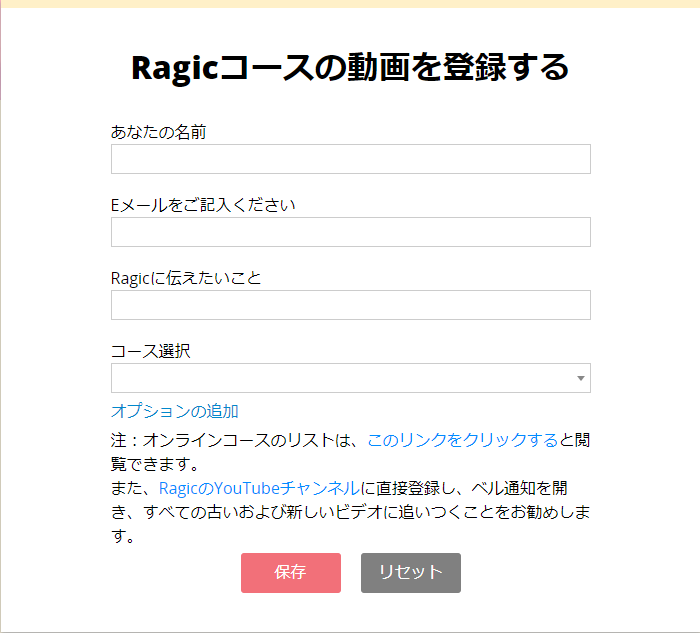 Ragicコースの動画を登録する
あなたの名前
Eメールをご記入ください
Ragicに伝えたいこと
コース選択
オプションの追加
注：オンラインコースのリストは、このリンクをクリックすると閲
覧できます。
また、RagicのYouTubeチャンネルに直接登録し、ベル通知を開
き、すべての古いおよび新しいビデオに追いつくことをお勧めしま
す。
保存
リセット